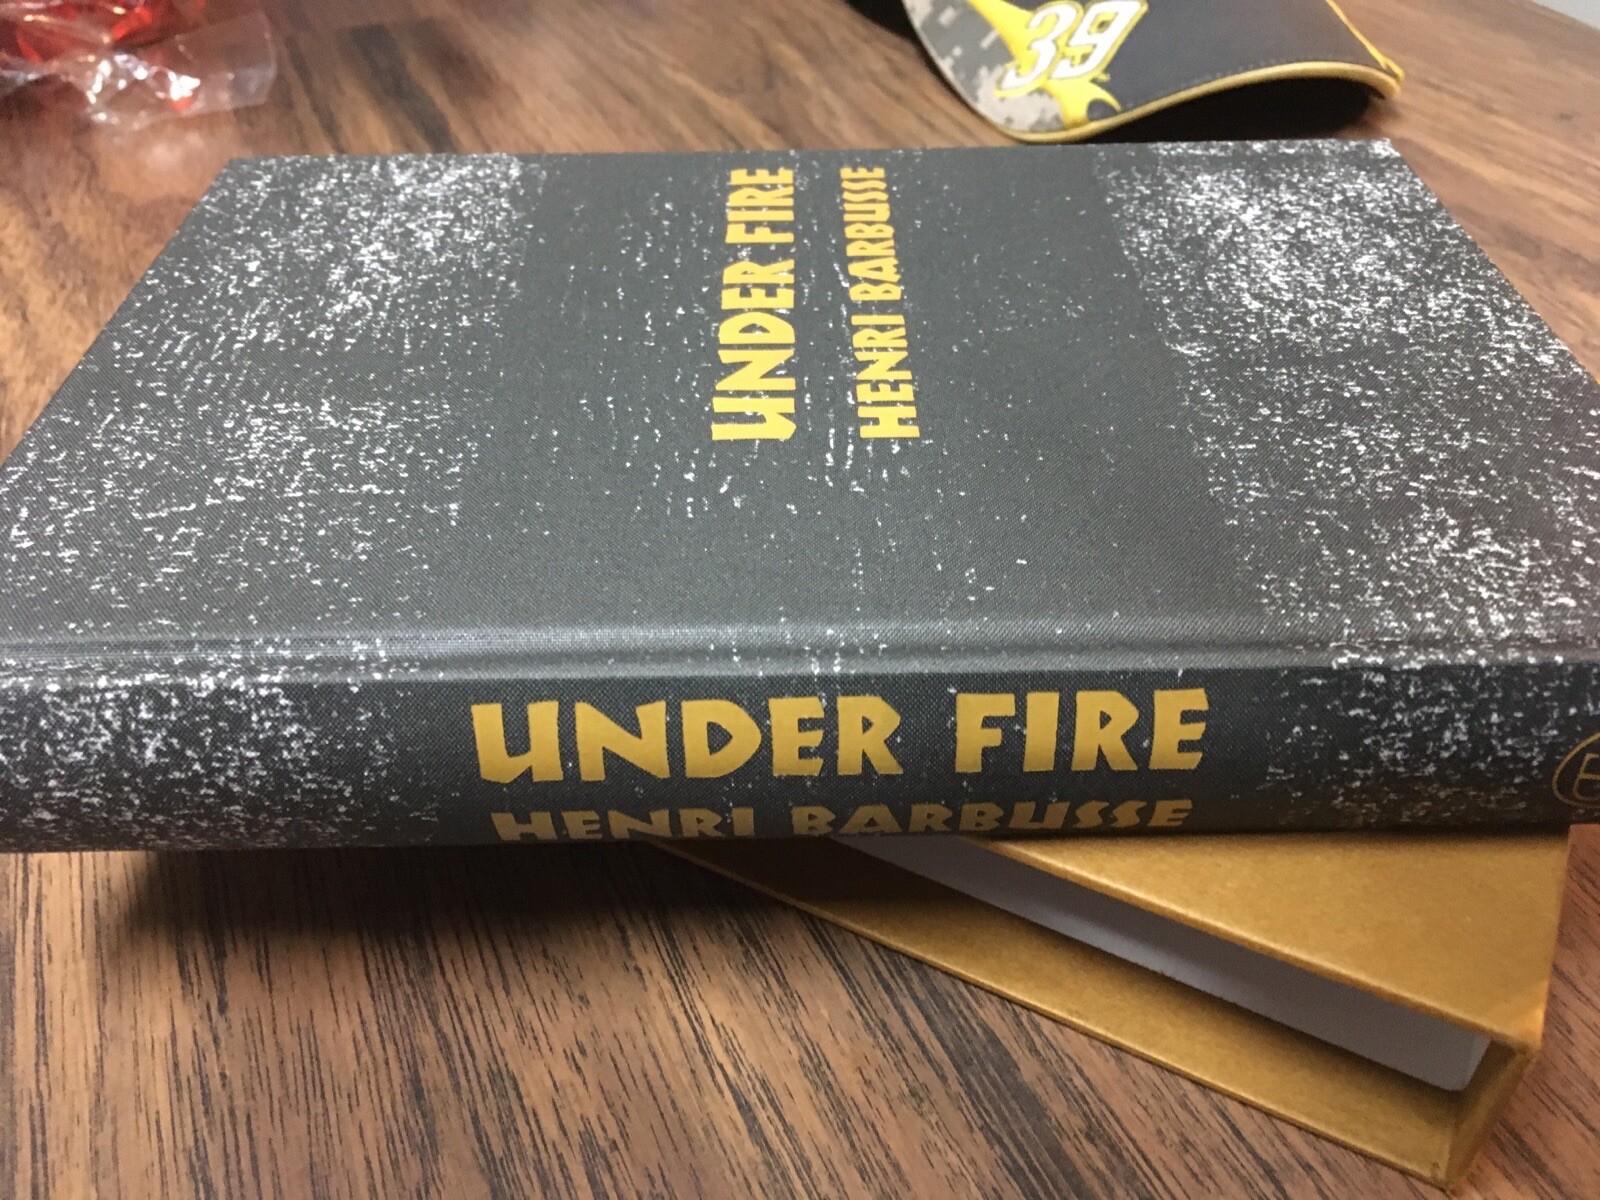 39
UNDER FIRE
HENRI BARBUSSE
UNDER FIRE
HENRI BARBUSSE